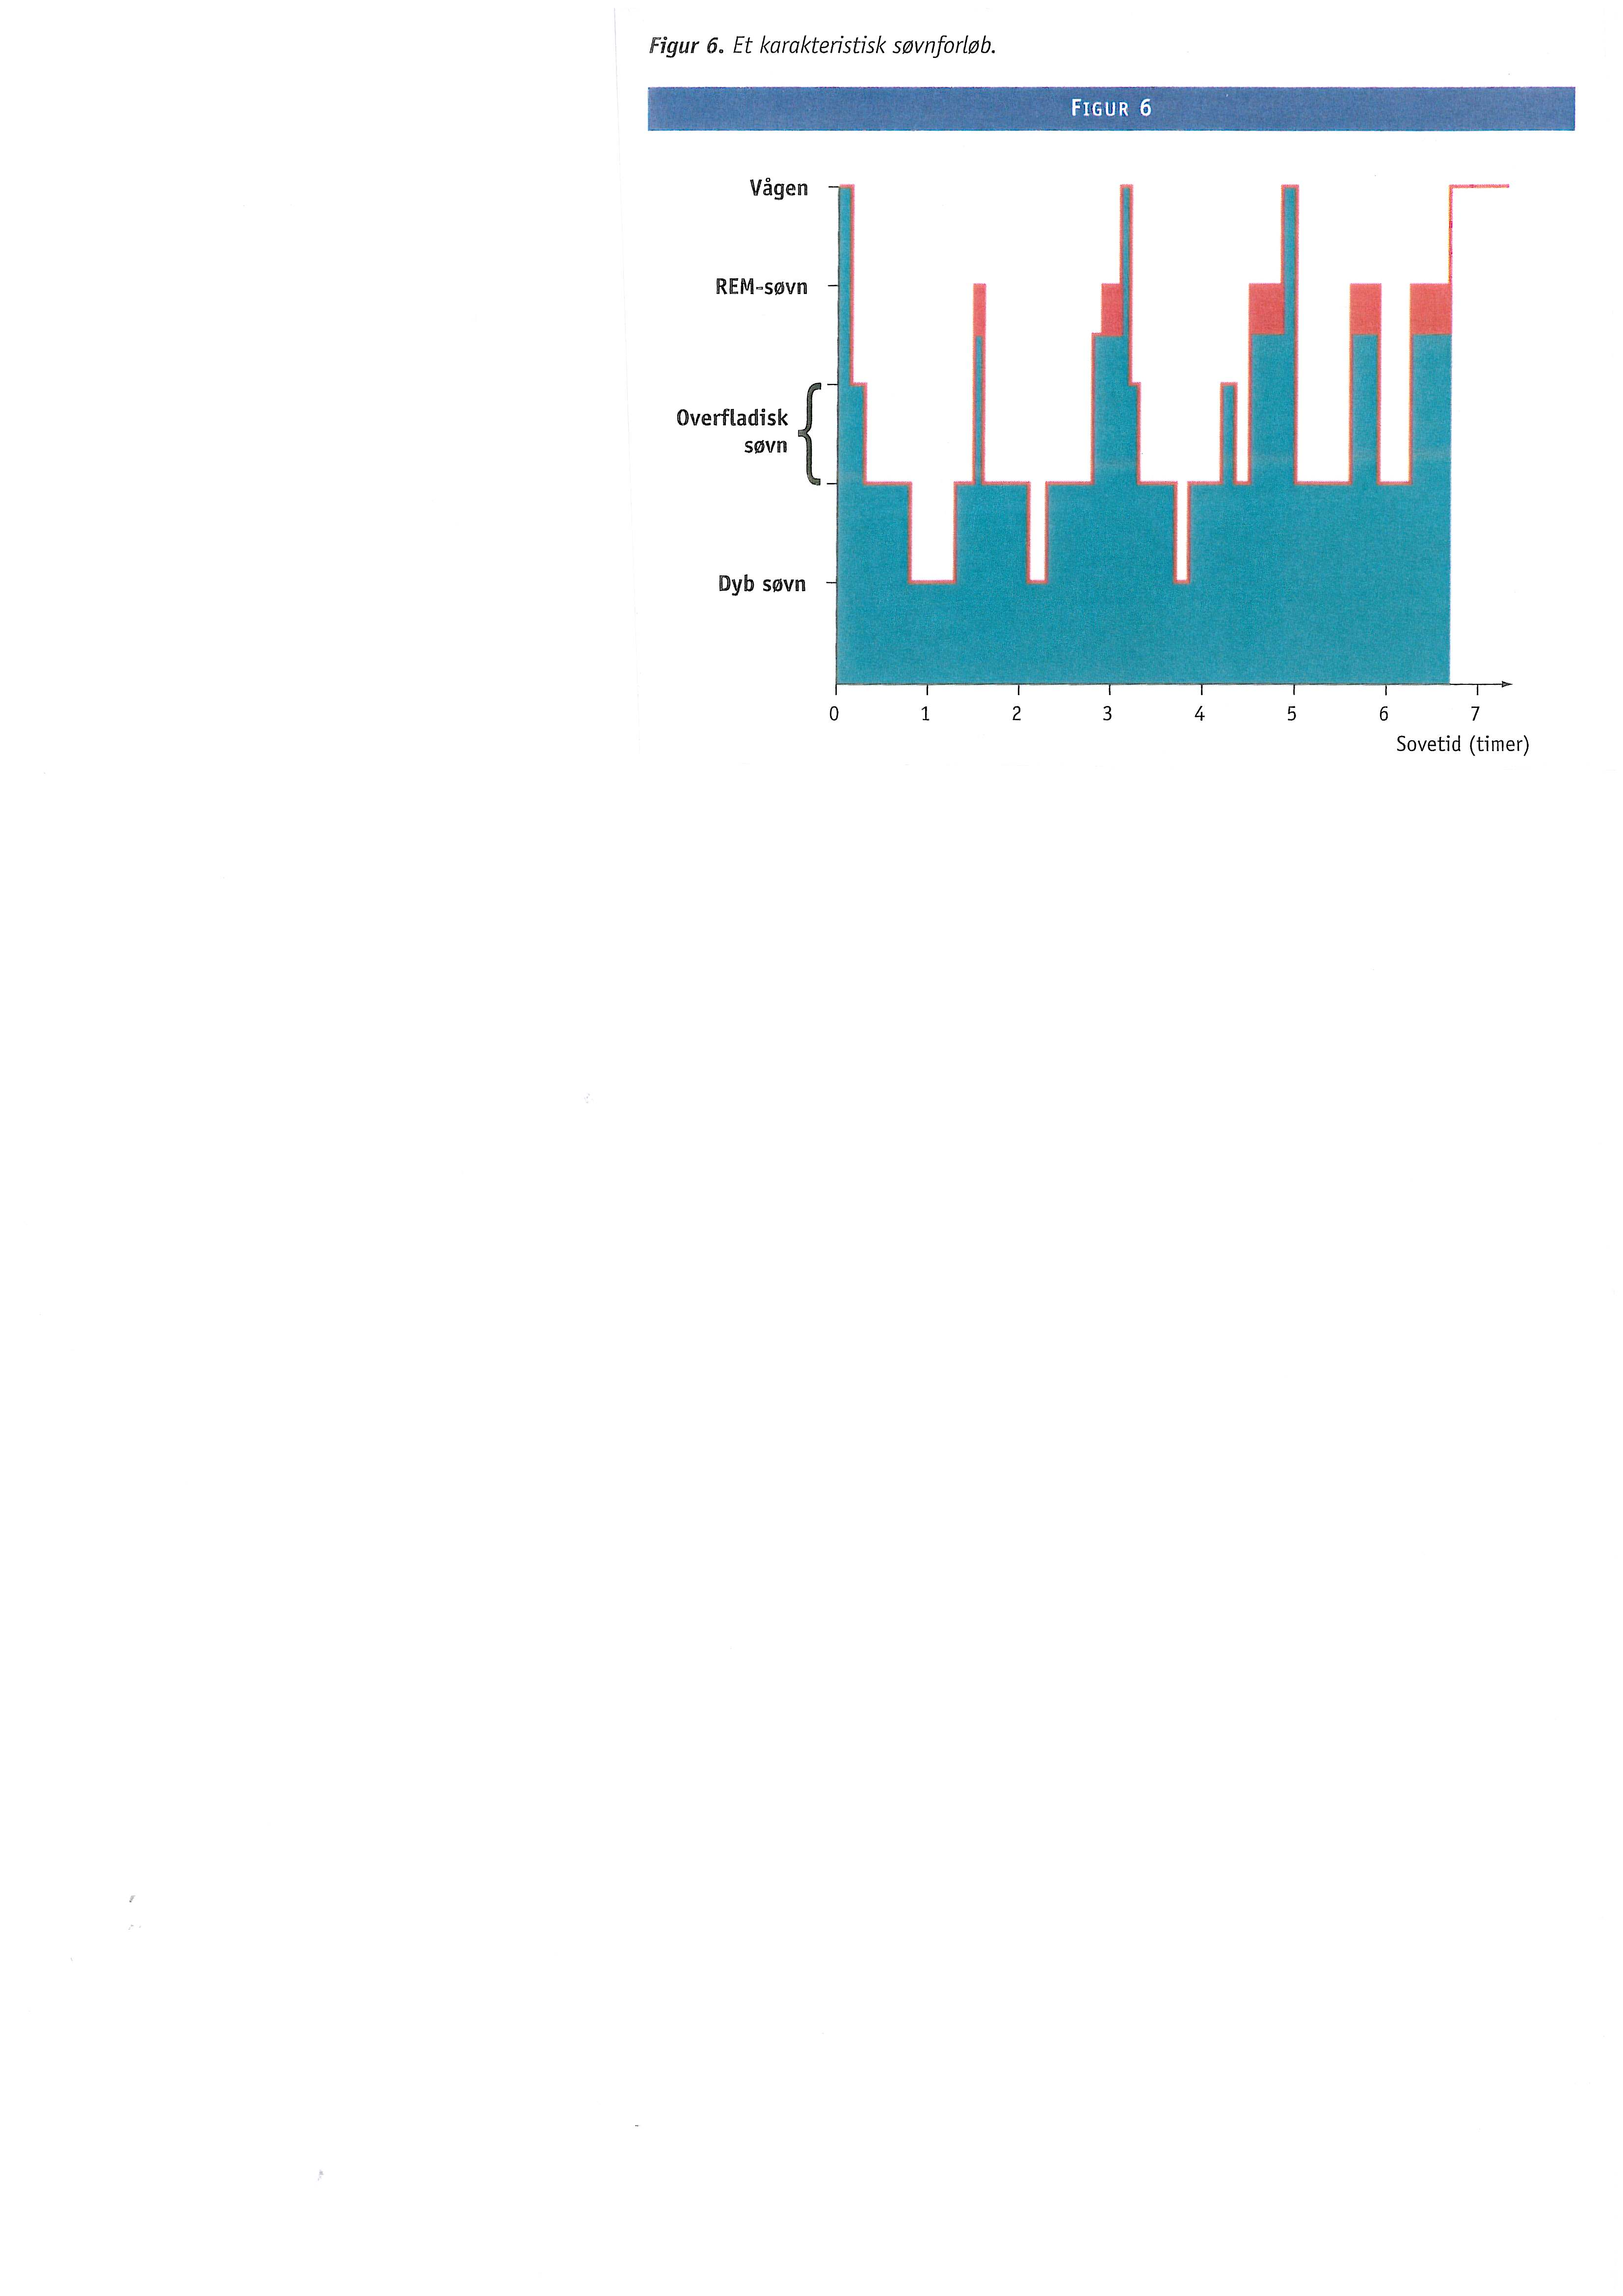 Figur 6. Et karakteristisk søvnforløb.
FIGUR 6
Vågen
REM-søvn
Overfladisk
søvn
Dyb søvn
0 1 2 3 4 5 6 7
Sovetid (timer)